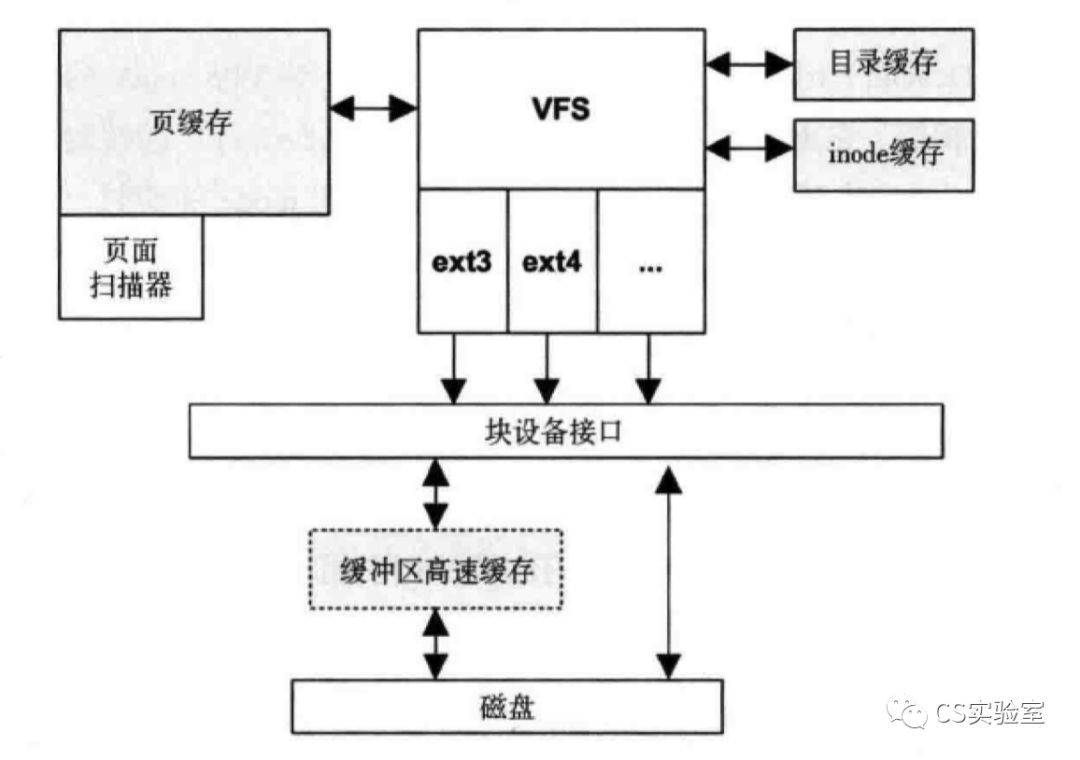 页缓存
VFS
目录缓存
inode缓存
页面
扫描器
ext3
ext4
...
块设备接口
缓冲区高速缓存
磁盘
CS实验室